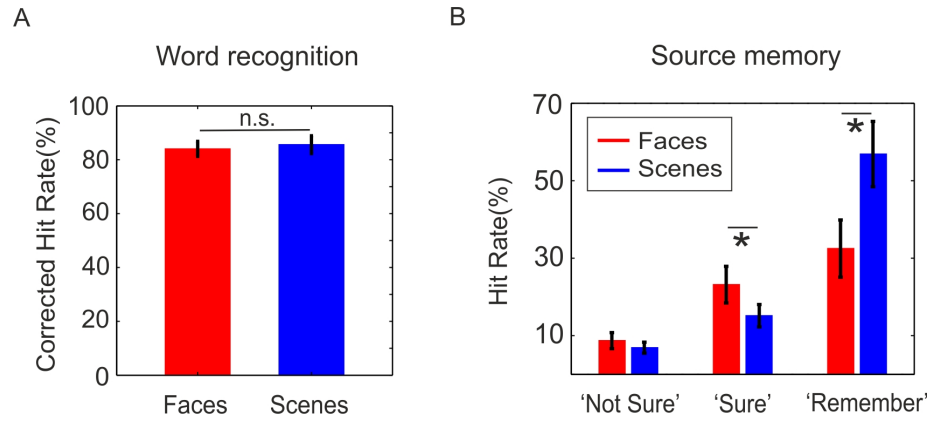 A
Word recognition
Corrected Hit Rate(%)
100
80
60
40
20
0
n.s.
Faces Scenes
B
Source memory
Hit Rate(%)
70
50
30
10
Faces
Scenes
*
*
‘Not Sure’ ‘Sure’ ‘Remember’